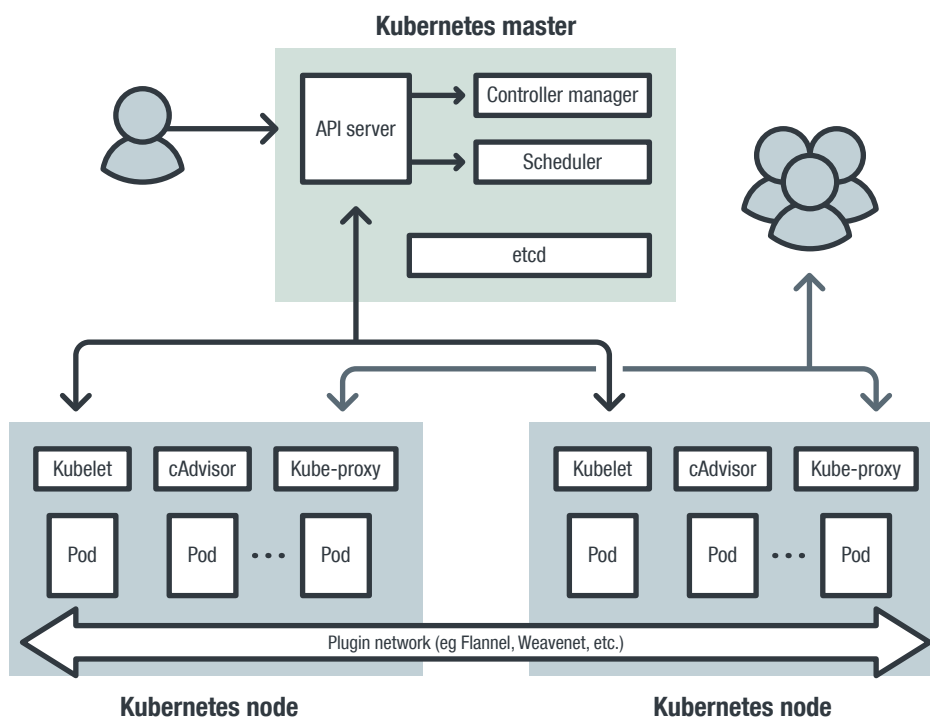 Kubernetes master
API server
Controller manager
Scheduler
etcd
Kubelet
cAdvisor
Kube-proxy
Pod
Pod
...
Pod
Kubelet
cAdvisor
Kube-proxy
Pod
Pod
...
Pod
Plugin network (eg Flannel, Weavenet, etc.)
Kubernetes node
Kubernetes node